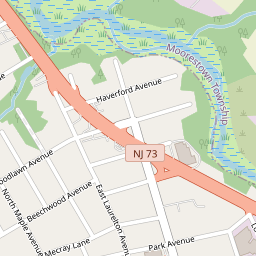 Moorestown Township
Haverford Avenue
NJ 73
odlawn Avenue
North Maple Avenue
Beechwood Avenue
East Laurelton Avenue
Mecray Lane
Park Avenue